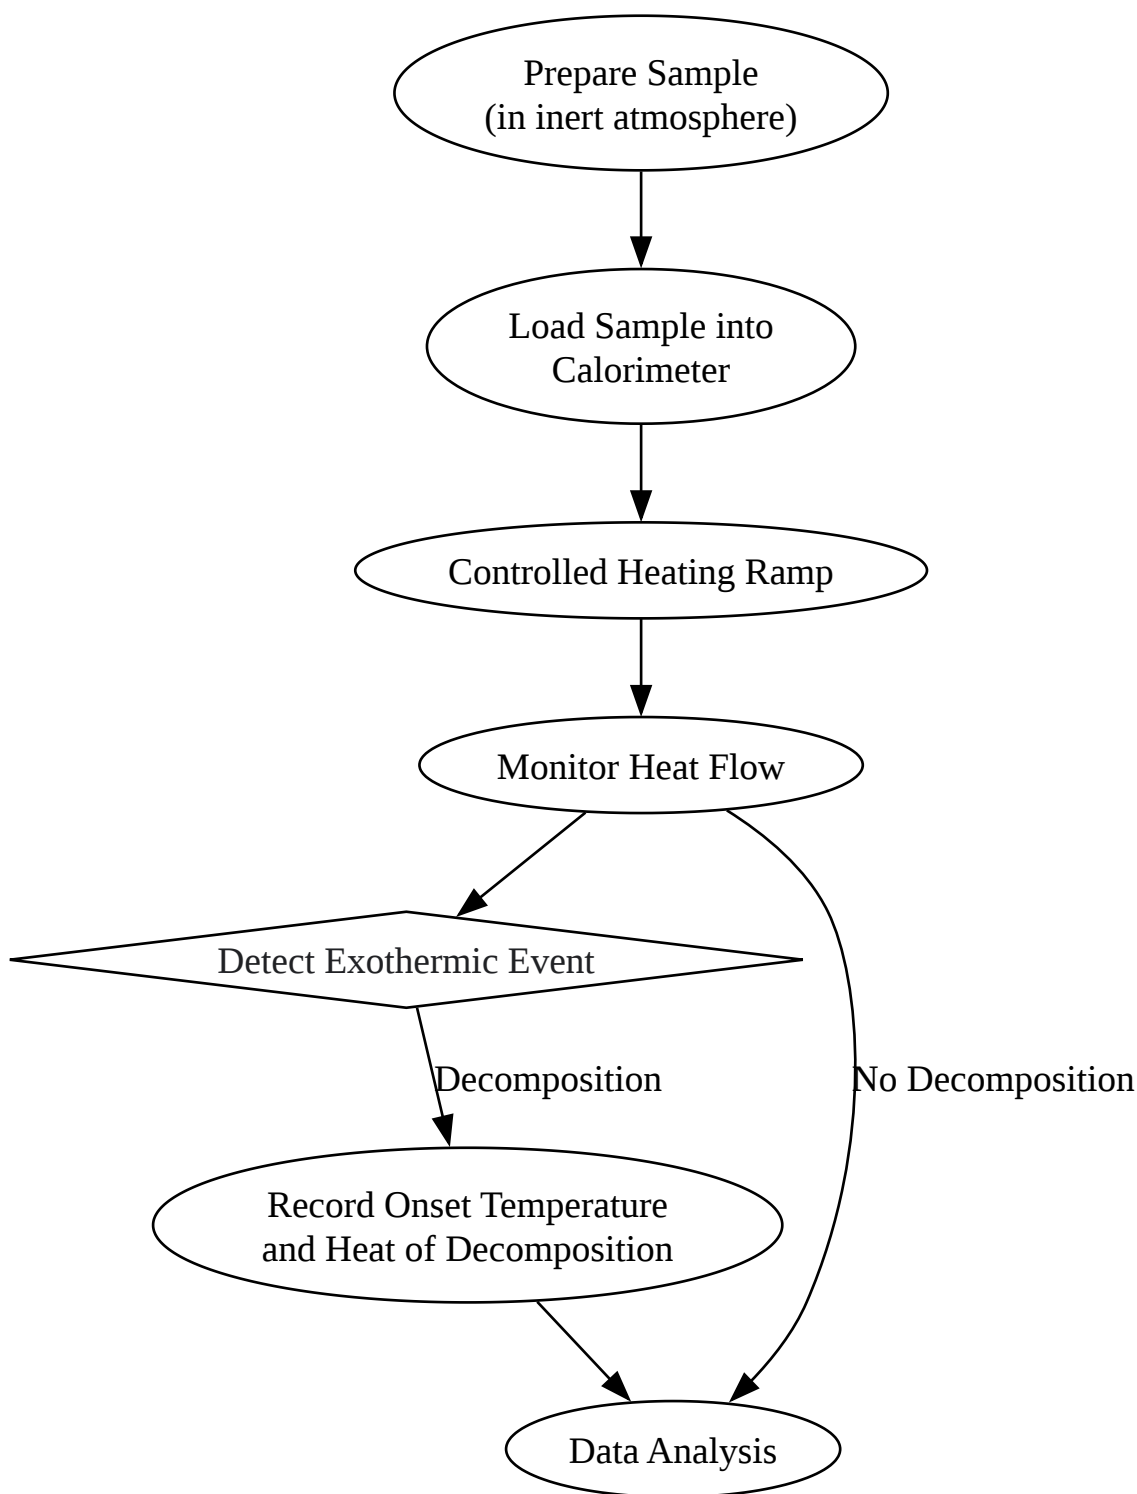 Prepare Sample
(in inert atmosphere)
Load Sample into
Calorimeter
Controlled Heating Ramp
Monitor Heat Flow
Detect Exothermic Event
Decomposition
No Decomposition
Record Onset Temperature
and Heat of Decomposition
Data Analysis